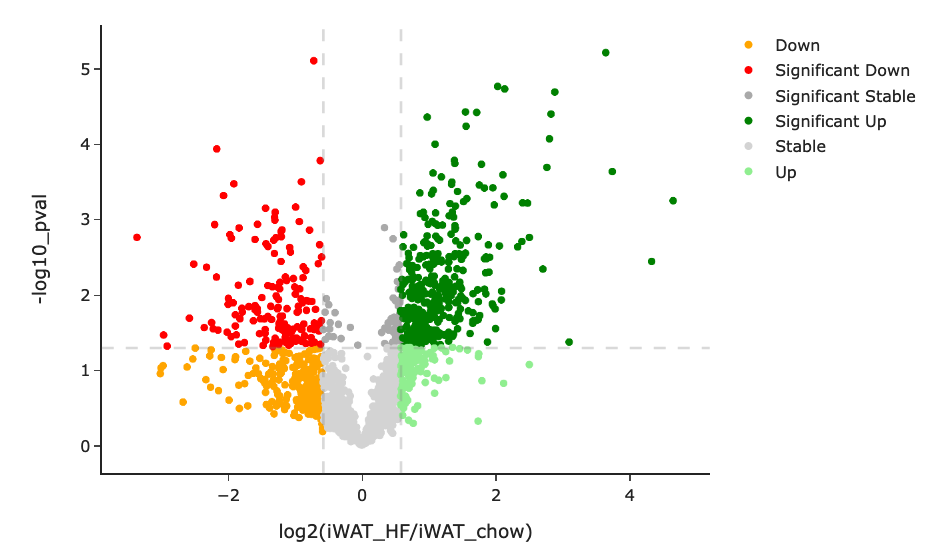 5
4
3
2
1
0
−2
0
2
4
-log10_pval
log2(iWAT_HF/iWAT_chow)
Down
Significant Down
Significant Stable
Significant Up
Stable
Up